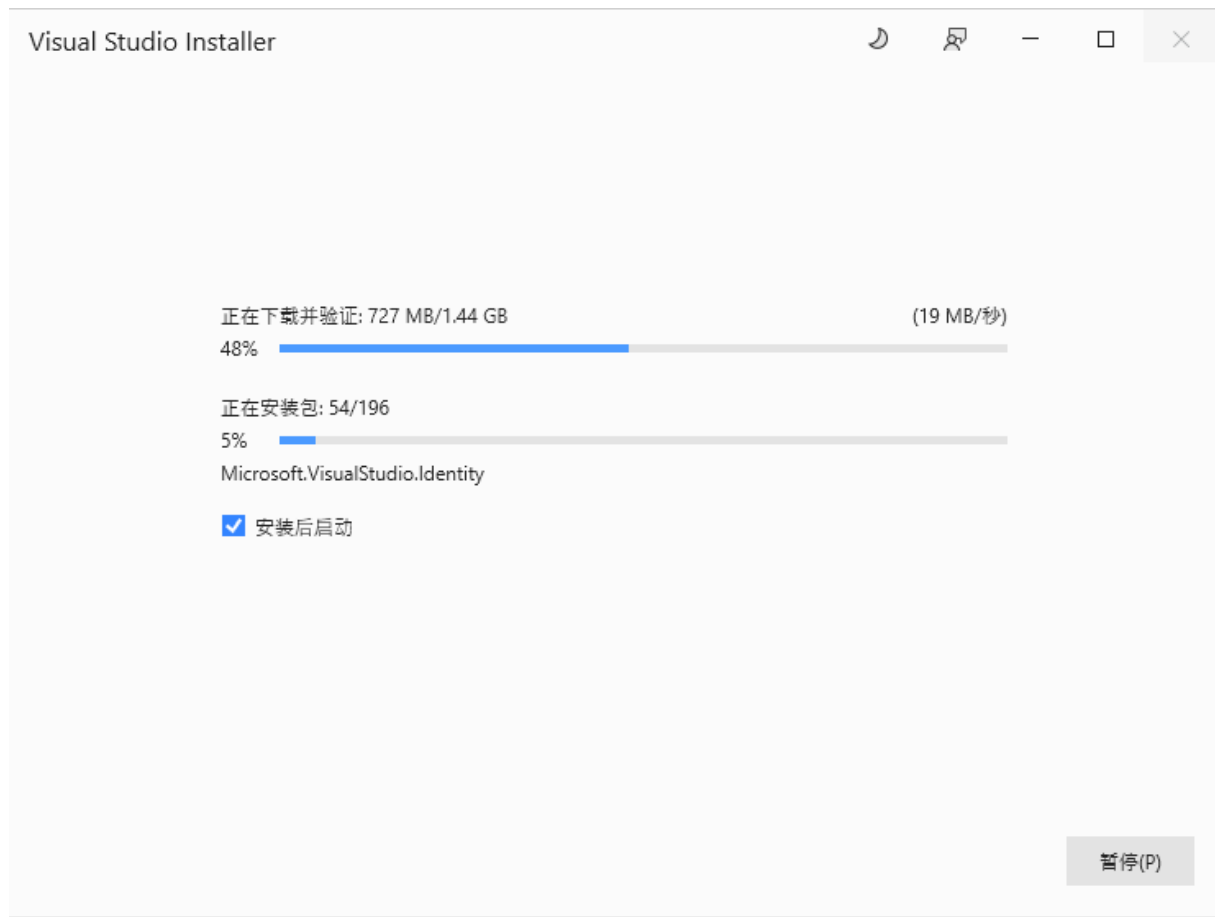 Visual Studio Installer
正在下载并验证: 727 MB/1.44 GB (19 MB/秒)
48%
正在安装包: 54/196
5%
Microsoft.VisualStudio.Identity
安装后启动
暂停(P)